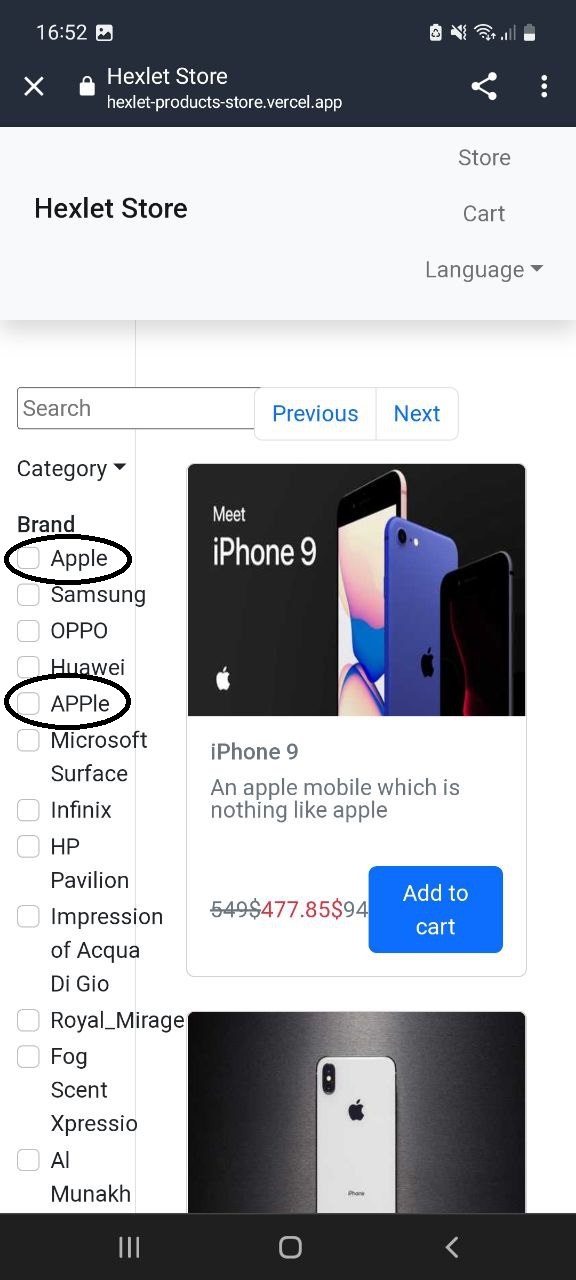 16:52
Hexlet Store
hexlet-products-store.vercel.app
Hexlet Store
Store
Cart
Language
Search
Previous
Next
Category
Brand
Apple
Samsung
OPPO
Huawei
APPle
Microsoft
Surface
Infinix
HP
Pavilion
Impression
of Acqua
Di Gio
Royal_Mirage
Fog
Scent
Xpressio
Al
Munakh
Meet
iPhone 9
iPhone 9
An apple mobile which is
nothing like apple
549$477.85$94
Add to
cart
iPhone